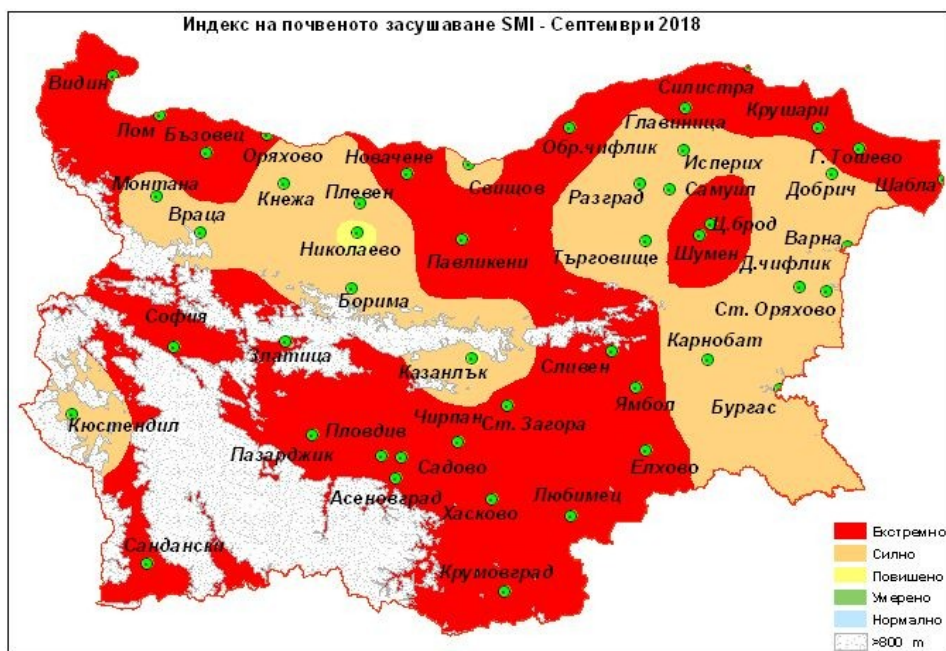 Индекс на почвеното засушаване SMI - Септември 2018
Видин
Лом
Бъзовец
Оряхово
Новачене
Силистра
Крушари
Главиница
Обр.чифлик
Исперих
Г. Тошево
Монтана
Кнежа
Плевен
Свищов
Разград
Самуил
Добрич
Шабла
Враца
Николаево
Павликени
Търговище
Ц.брод
Шумен
Варна
Д.чифлик
Борима
Ст. Оряхово
София
Златица
Казанлък
Сливен
Карнобат
Кюстендил
Чирпан
Ст. Загора
Ямбол
Бургас
Пловдив
Пазарджик
Садово
Елхово
Асеновград
Хасково
Любимец
Сандански
Крумовград
Екстремно
Силно
Повишено
Умерено
Нормално
>800 m